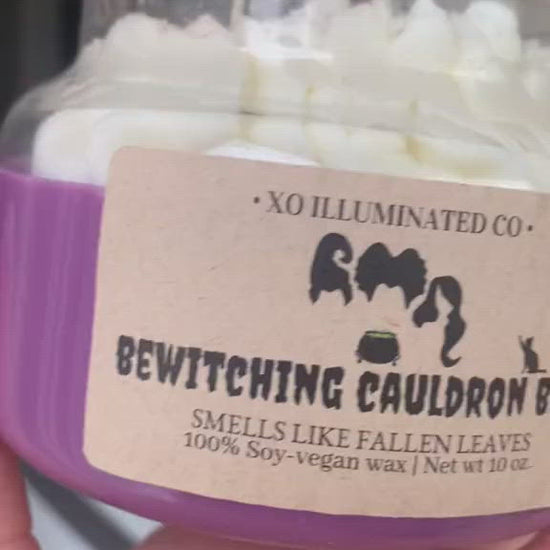 · XO ILLUMINATED CO ·
BEWITCHING CAULDRON B
SMELLS LIKE FALLEN LEAVES
100% Soy-vegan wax | Net wt 10 oz.